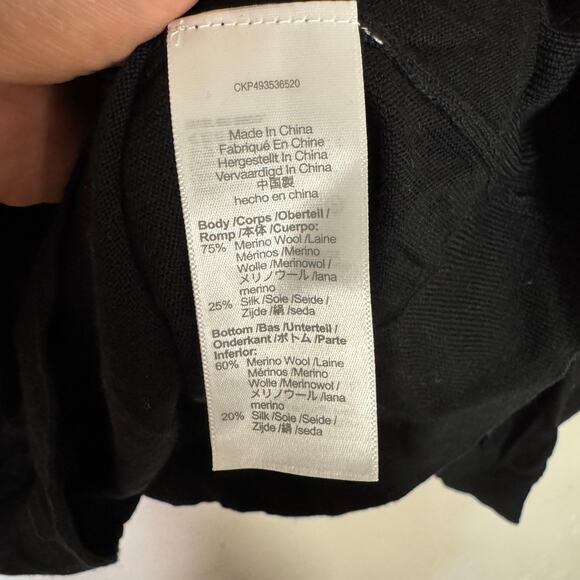 CKP493536520
Made In China
Fabriqué En Chine
Hergestellt In China
Vervaardigd In China
中国製
hecho en china
Body /Corps /Oberteil /
Romp /本体 /Cuerpo:
75% Merino Wool /Laine
Mérinos /Merino
Wolle /Merinowol /
メリノウール /lana
merino
25% Silk /Soie /Seide /
Zijde /絹 /seda
Bottom /Bas /Unterteil /
Onderkant /ボトム /Parte
Inferior:
60% Merino Wool /Laine
Mérinos /Merino
Wolle /Merinowol /
メリノウール /lana
merino
20% Silk /Soie /Seide /
Zijde /絹 /seda